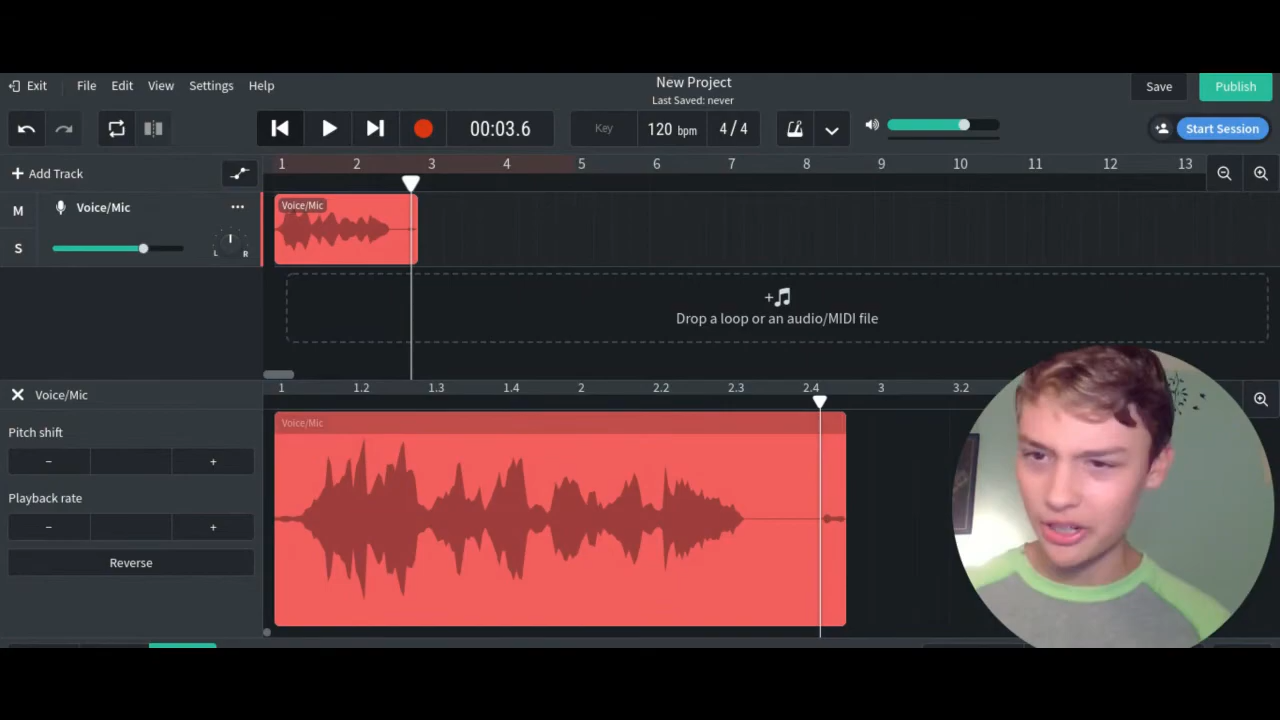 Exit File Edit View Settings Help
New Project
Last Saved: never
Save Publish
00:03.6 Key 120 bpm 4 / 4
Start Session
+ Add Track
1 2 3 4 5 6 7 8 9 10 11 12 13
M Voice/Mic ...
S L R
Voice/Mic
+
Drop a loop or an audio/MIDI file
Voice/Mic
1 1.2 1.3 1.4 2 2.2 2.3 2.4 3 3.2
Voice/Mic
Pitch shift
− +
Playback rate
− +
Reverse